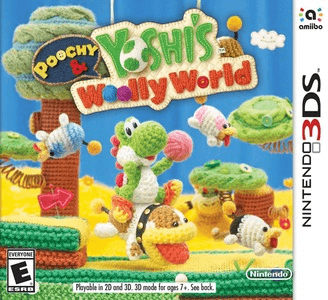 amiibo
POOCHY
&
YOSHI'S
Woolly World
NINTENDO 3DS
EVERYONE
E
ESRB
Playable in 2D and 3D. 3D mode for ages 7+. See back.
Nintendo